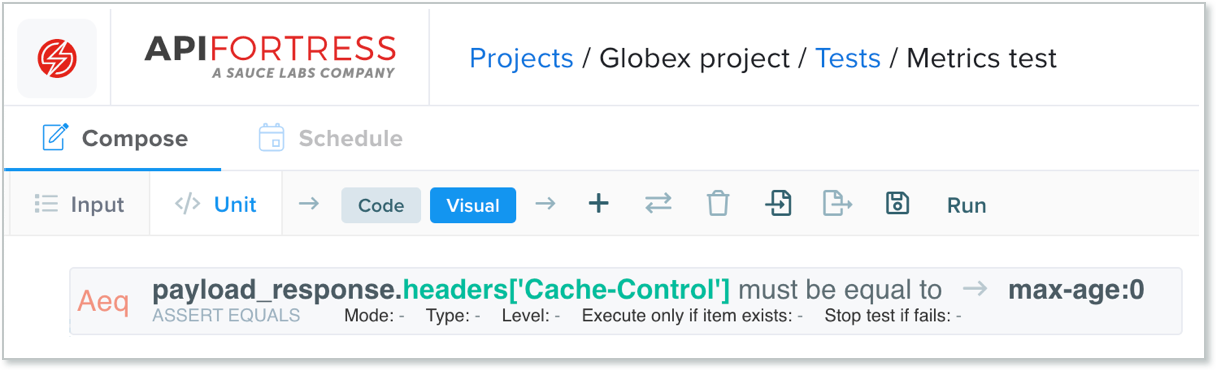 APIFORTRESS
A SAUCE LABS COMPANY
Projects / Globex project / Tests / Metrics test
Compose Schedule
Input </> Unit → Code Visual → + Run
Aeq payload_response.headers['Cache-Control'] must be equal to → max-age:0
ASSERT EQUALS Mode: - Type: - Level: - Execute only if item exists: - Stop test if fails: -